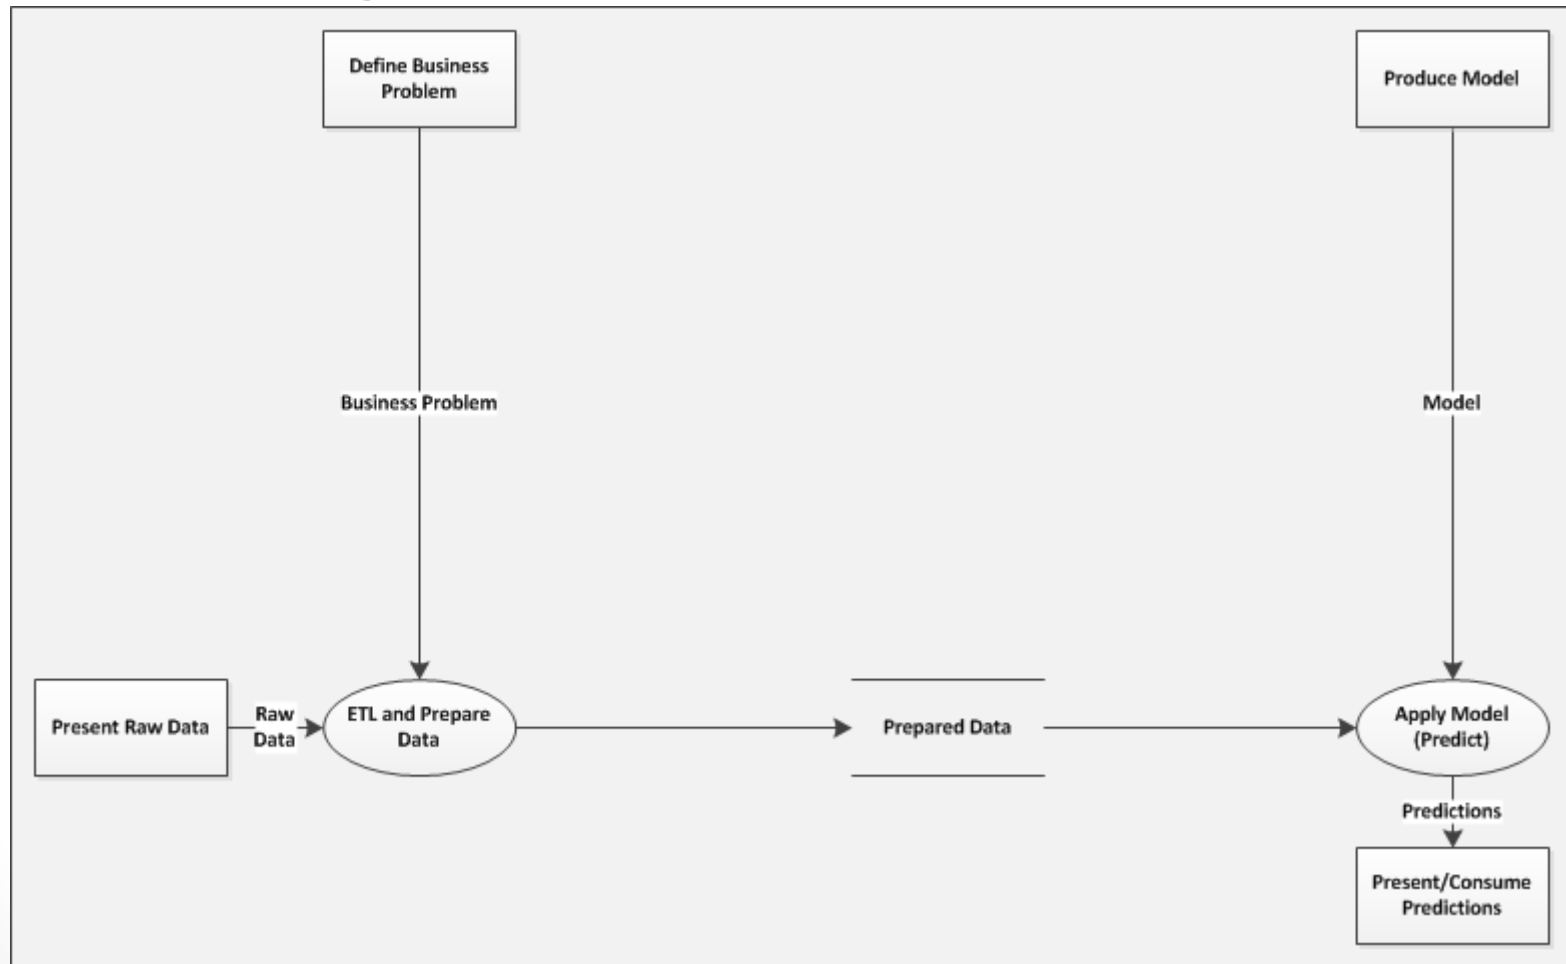 Define Business
Problem
Produce Model
Business Problem
Model
Present Raw Data
Raw
Data
ETL and Prepare
Data
Prepared Data
Apply Model
(Predict)
Predictions
Present/Consume
Predictions